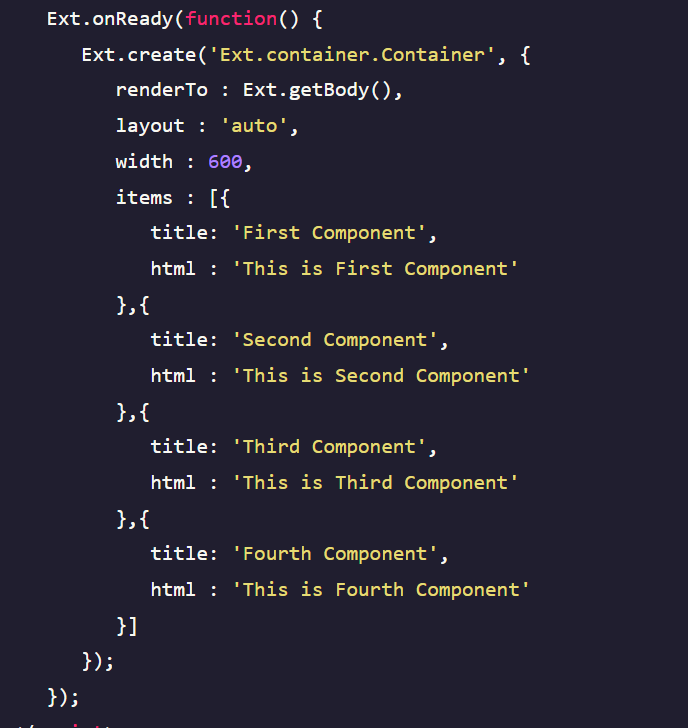 Ext.onReady(function() {
Ext.create('Ext.container.Container', {
renderTo : Ext.getBody(),
layout : 'auto',
width : 600,
items : [{
title: 'First Component',
html : 'This is First Component'
},{
title: 'Second Component',
html : 'This is Second Component'
},{
title: 'Third Component',
html : 'This is Third Component'
},{
title: 'Fourth Component',
html : 'This is Fourth Component'
}]
});
});